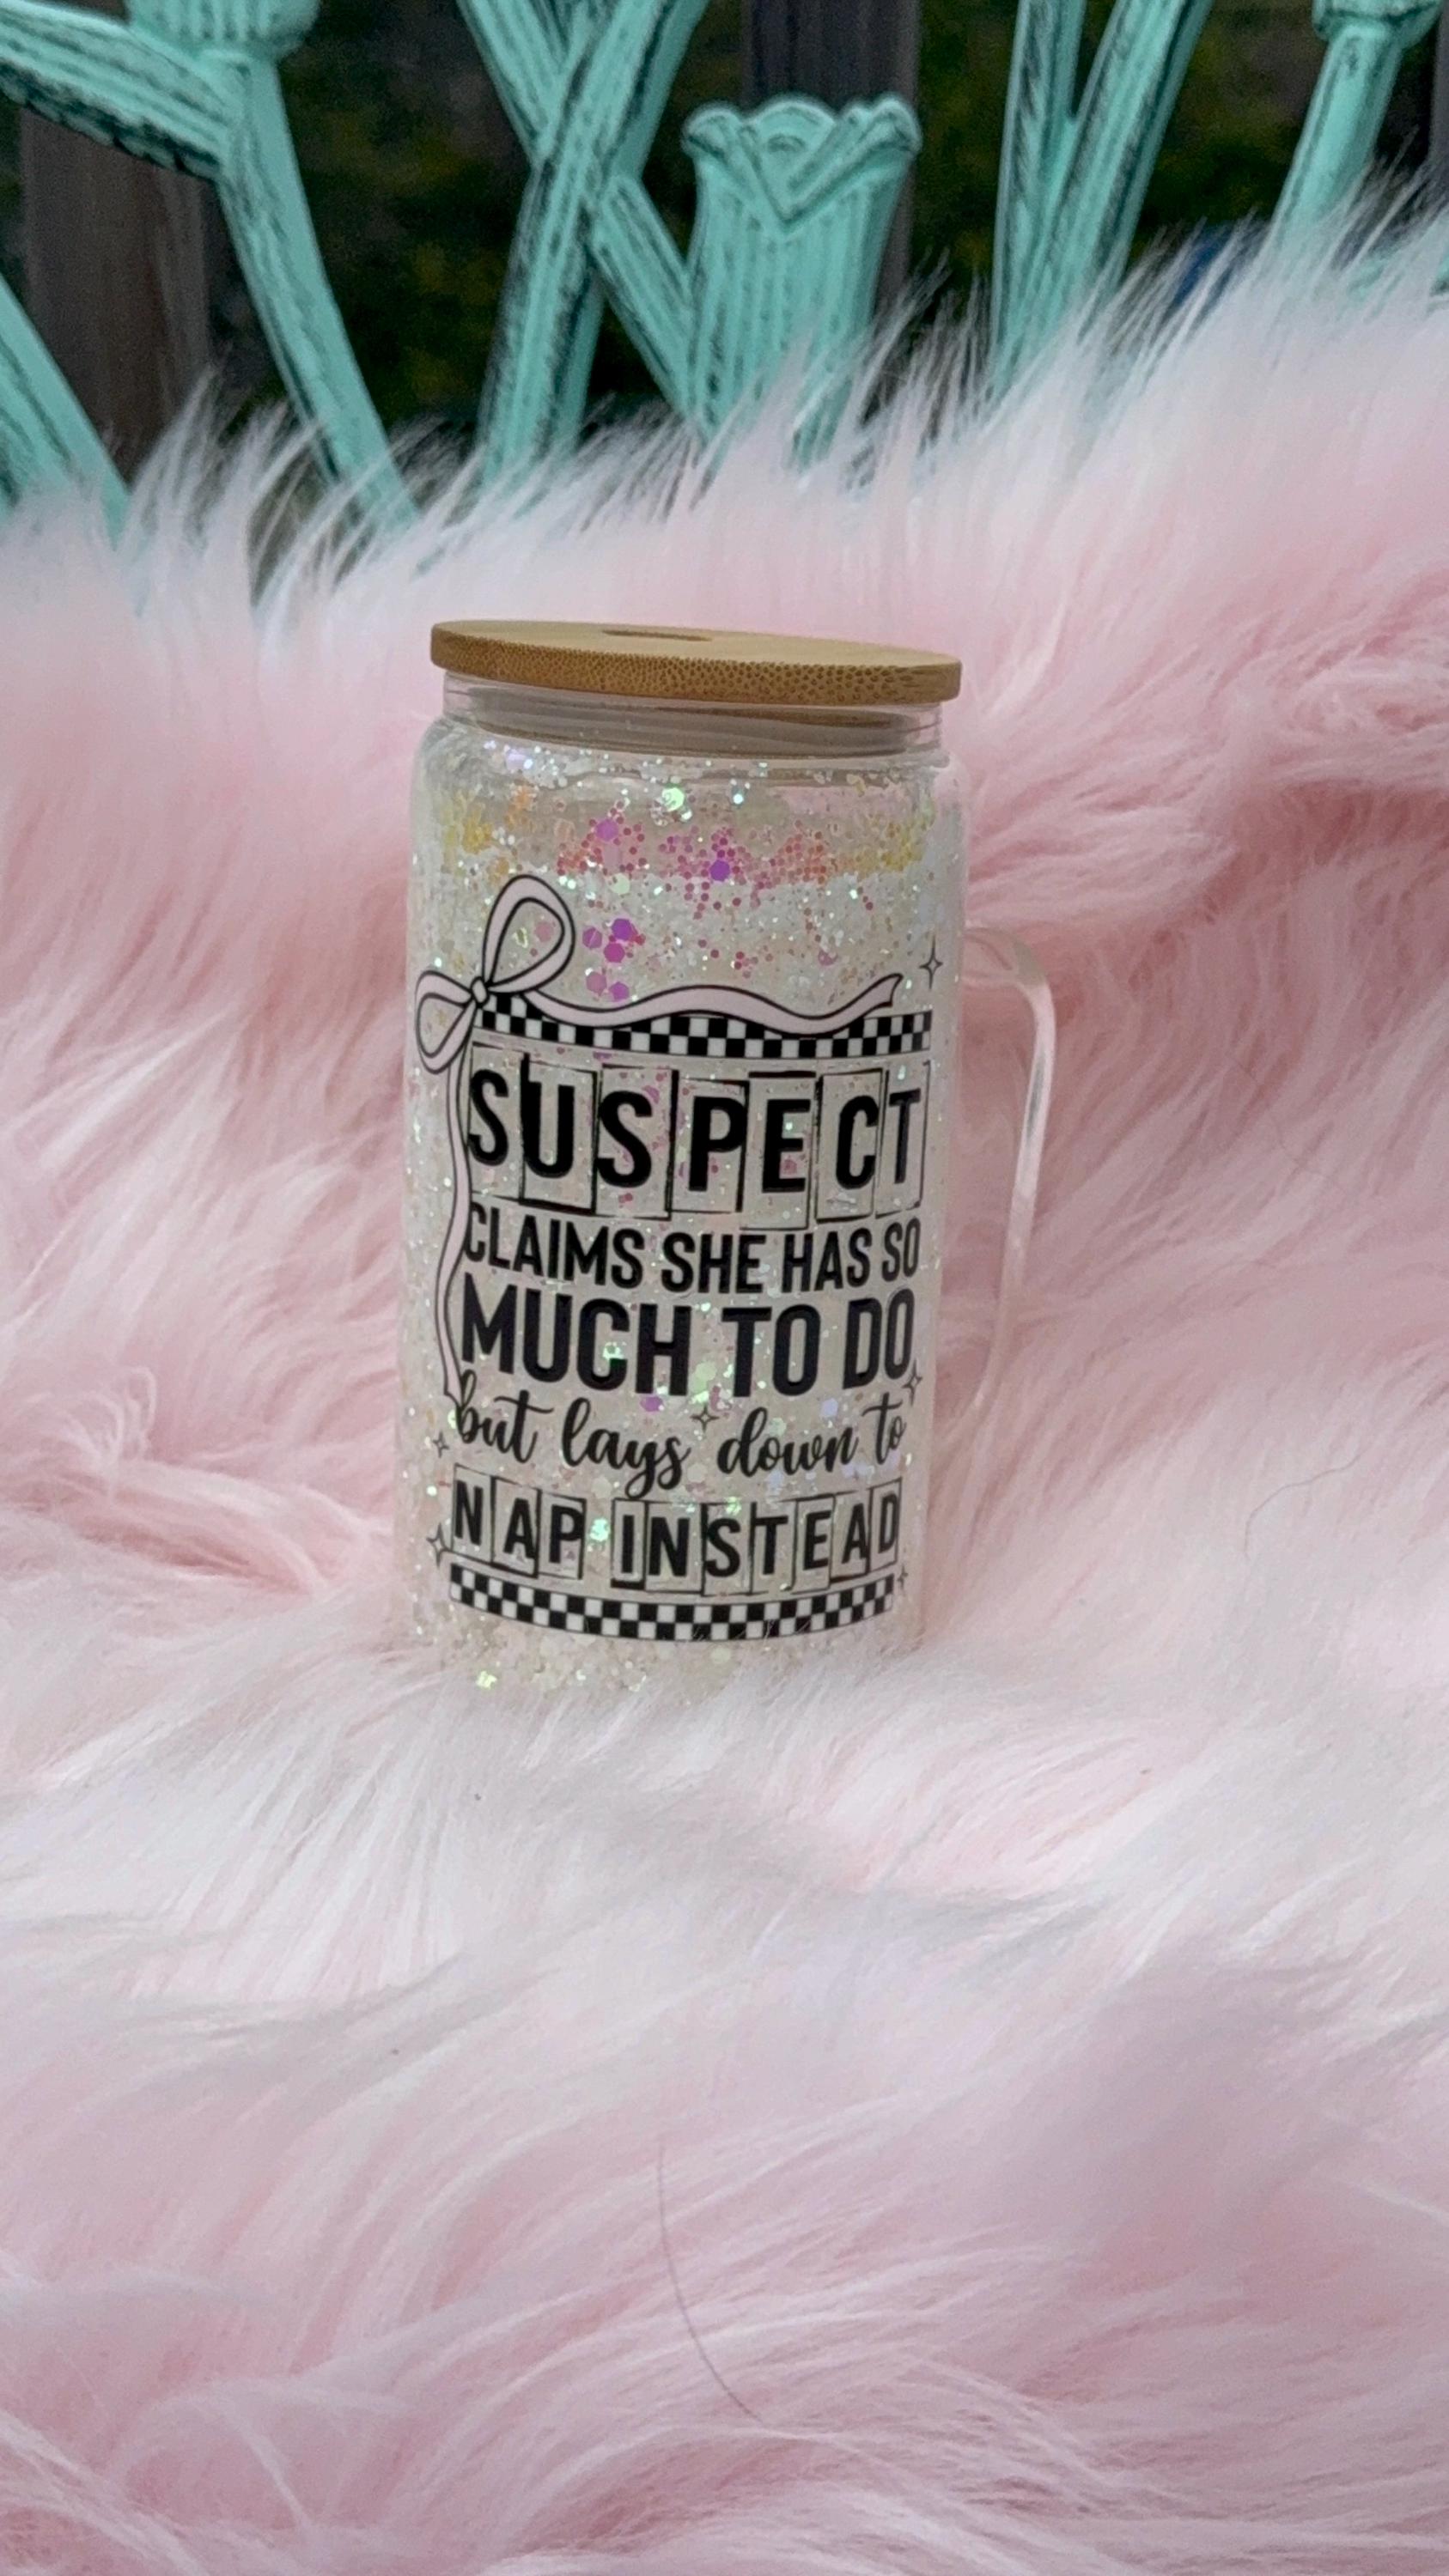 SUSPECT
CLAIMS SHE HAS SO
MUCH TO DO
but lays down to
NAP INSTEAD